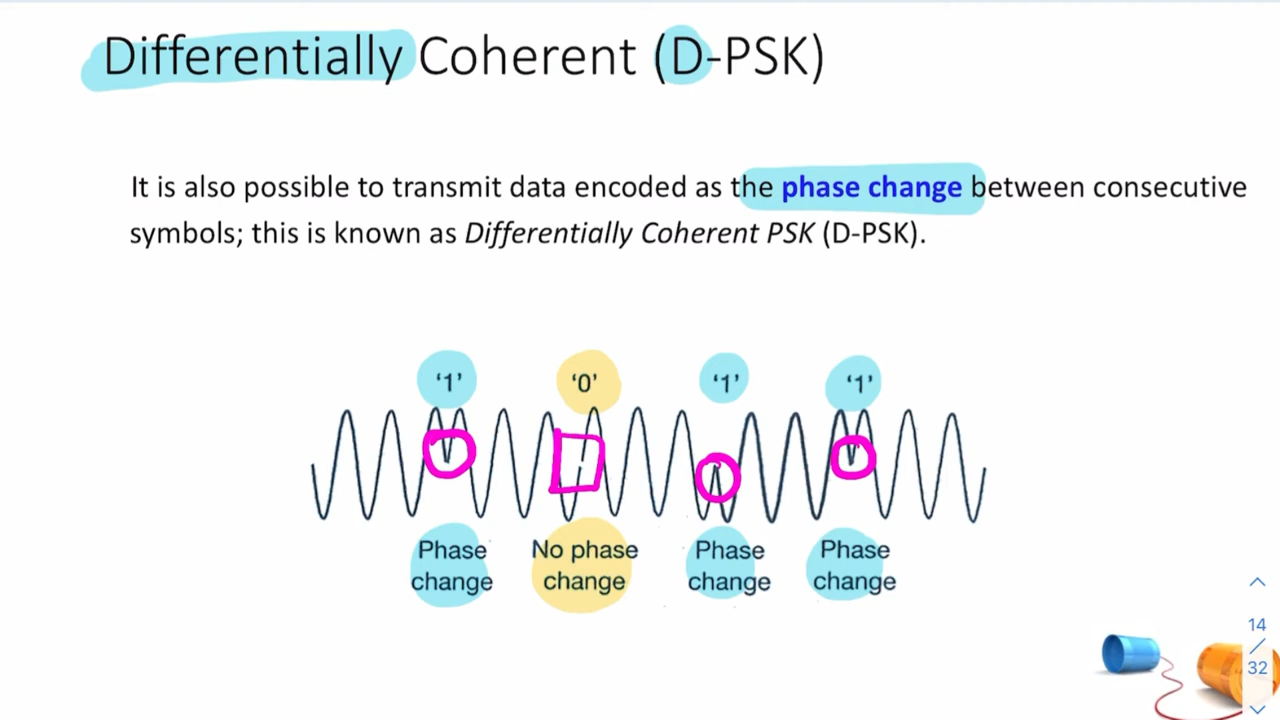 Differentially Coherent (D-PSK)
It is also possible to transmit data encoded as the phase change between consecutive
symbols; this is known as Differentially Coherent PSK (D-PSK).
‘1’ ‘0’ ‘1’ ‘1’
Phase No phase Phase Phase
change change change change
14
/
32